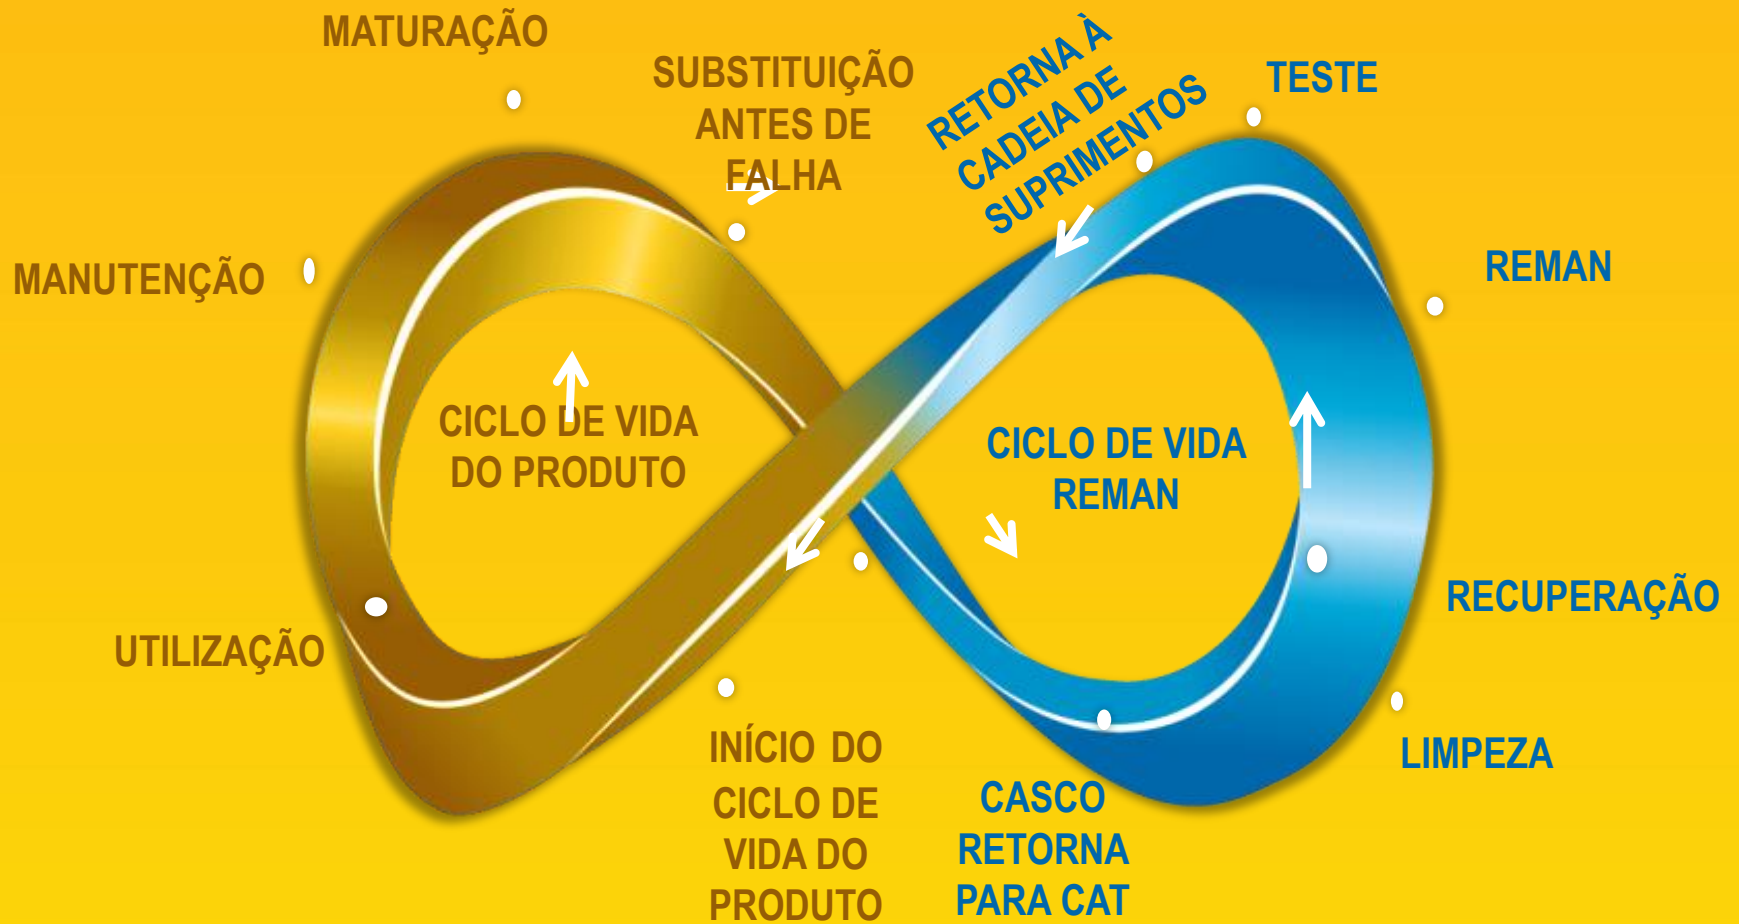 MATURAÇÃO
SUBSTITUIÇÃO
ANTES DE
FALHA
RETORNA À
CADEIA DE
SUPRIMENTOS
TESTE
MANUTENÇÃO
REMAN
CICLO DE VIDA
DO PRODUTO
CICLO DE VIDA
REMAN
UTILIZAÇÃO
RECUPERAÇÃO
INÍCIO DO
CICLO DE
VIDA DO
PRODUTO
CASCO
RETORNA
PARA CAT
LIMPEZA